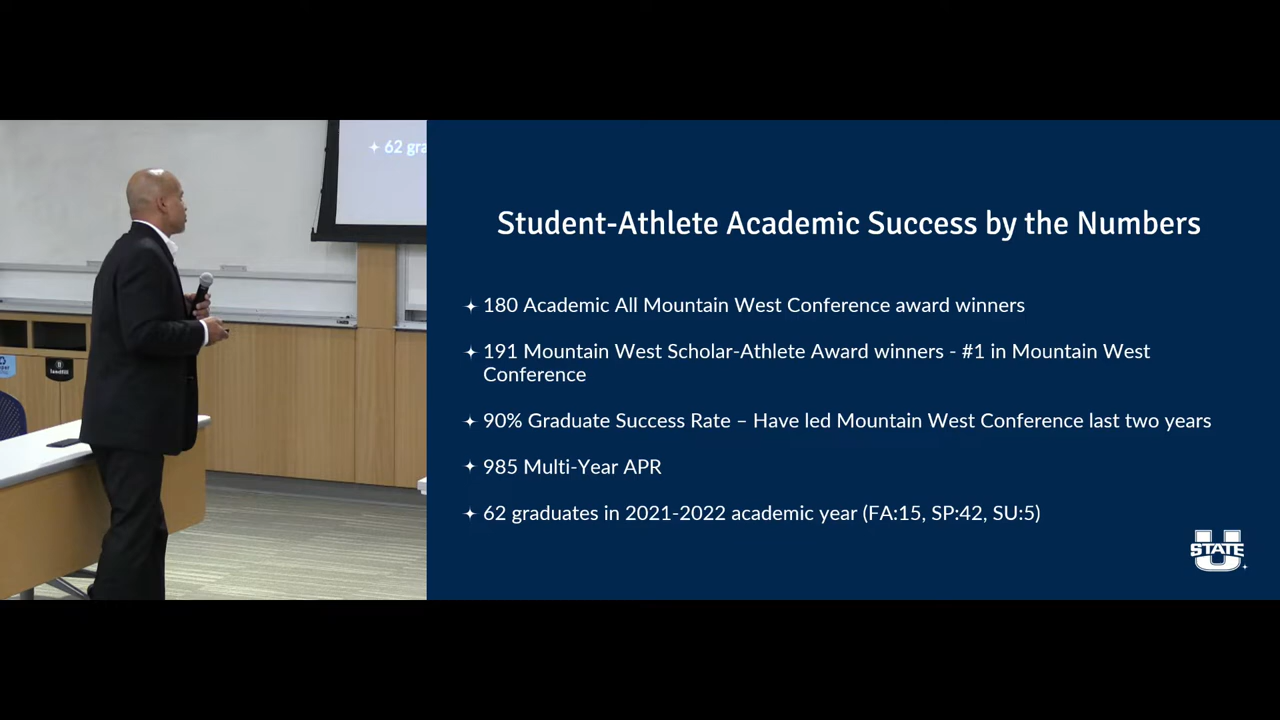 62 gra
Student-Athlete Academic Success by the Numbers
180 Academic All Mountain West Conference award winners
191 Mountain West Scholar-Athlete Award winners - #1 in Mountain West
Conference
90% Graduate Success Rate – Have led Mountain West Conference last two years
985 Multi-Year APR
62 graduates in 2021-2022 academic year (FA:15, SP:42, SU:5)
landfill
U STATE